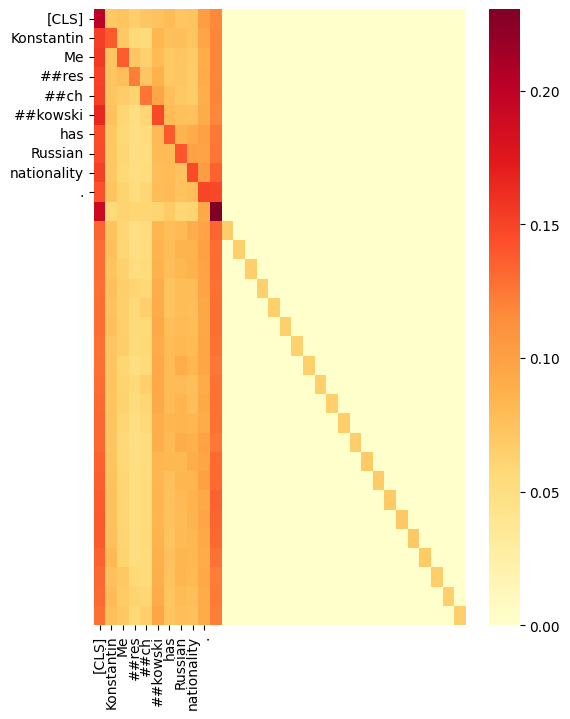 [CLS]
Konstantin
Me
##res
##ch
##kowski
has
Russian
nationality
.
0.20
0.15
0.10
0.05
0.00
[CLS]
Konstantin
Me
##res
##ch
##kowski
has
Russian
nationality
.